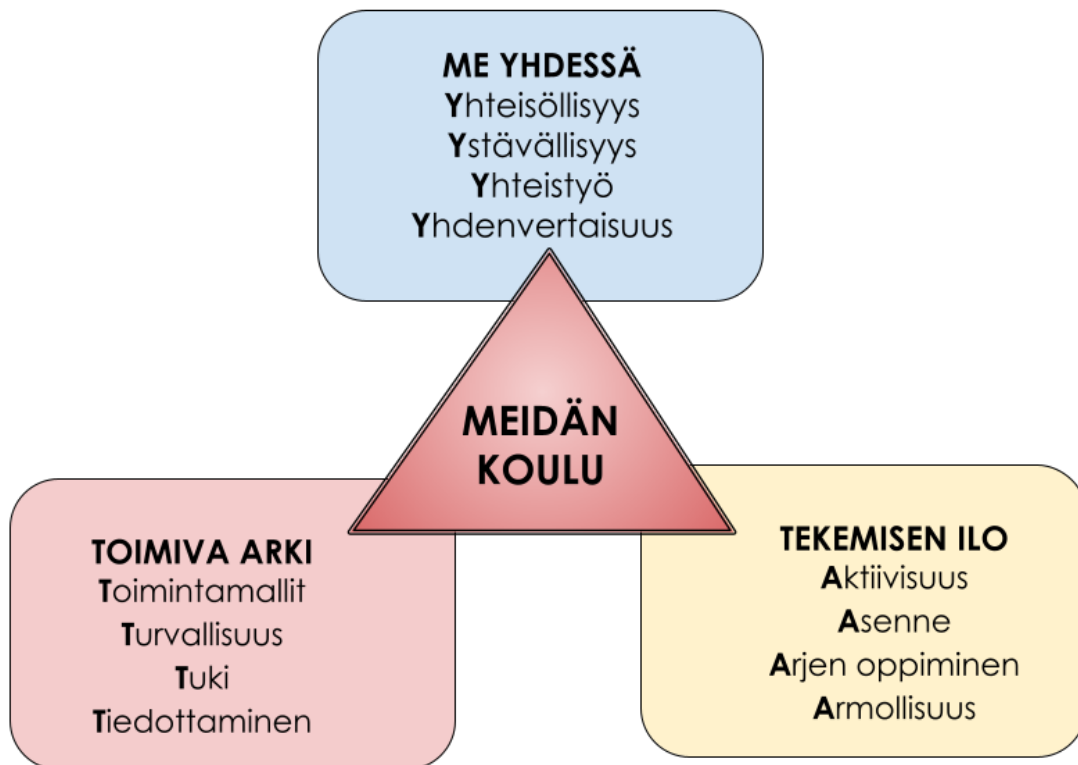 ME YHDESSÄ
Yhteisöllisyys
Ystävällisyys
Yhteistyö
Yhdenvertaisuus
MEIDÄN
KOULU
TOIMIVA ARKI
Toimintamallit
Turvallisuus
Tuki
Tiedottaminen
TEKEMISEN ILO
Aktiivisuus
Asenne
Arjen oppiminen
Armollisuus